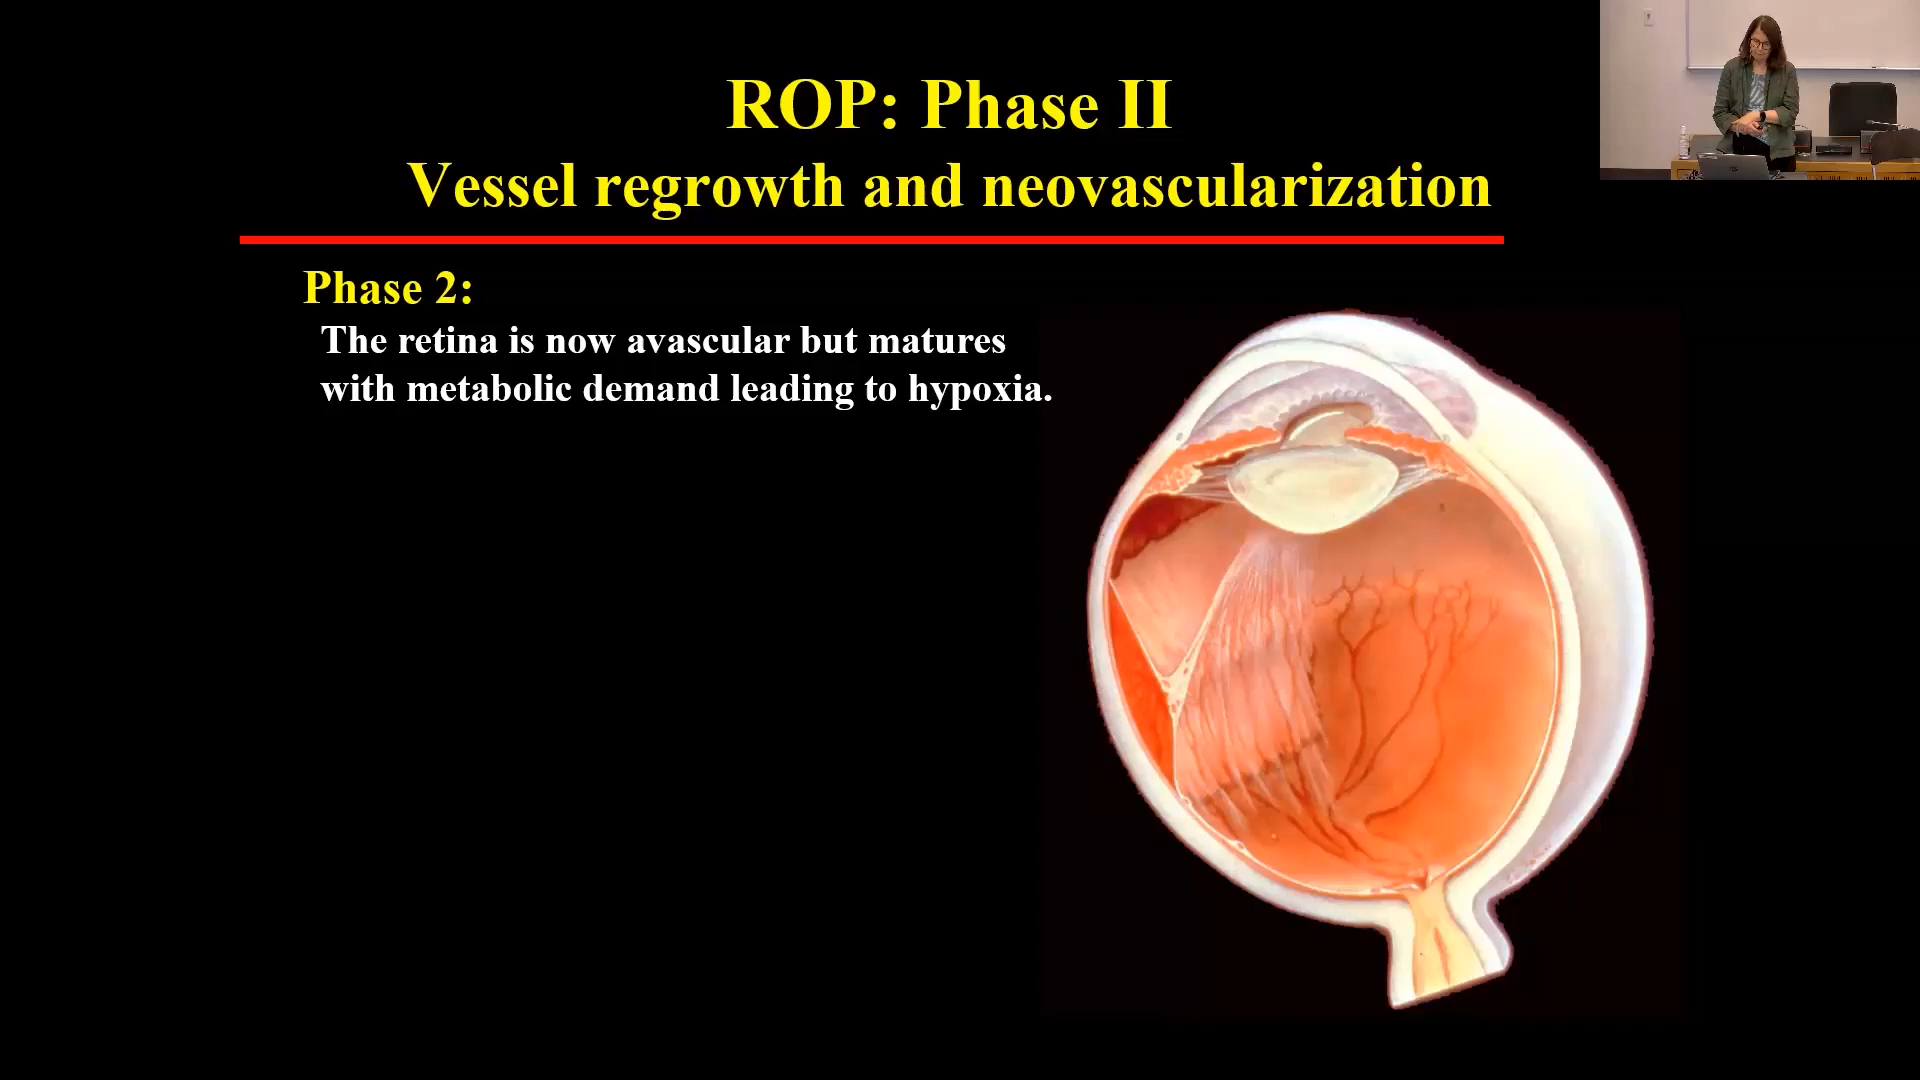 ROP: Phase II
Vessel regrowth and neovascularization
Phase 2:
The retina is now avascular but matures
with metabolic demand leading to hypoxia.